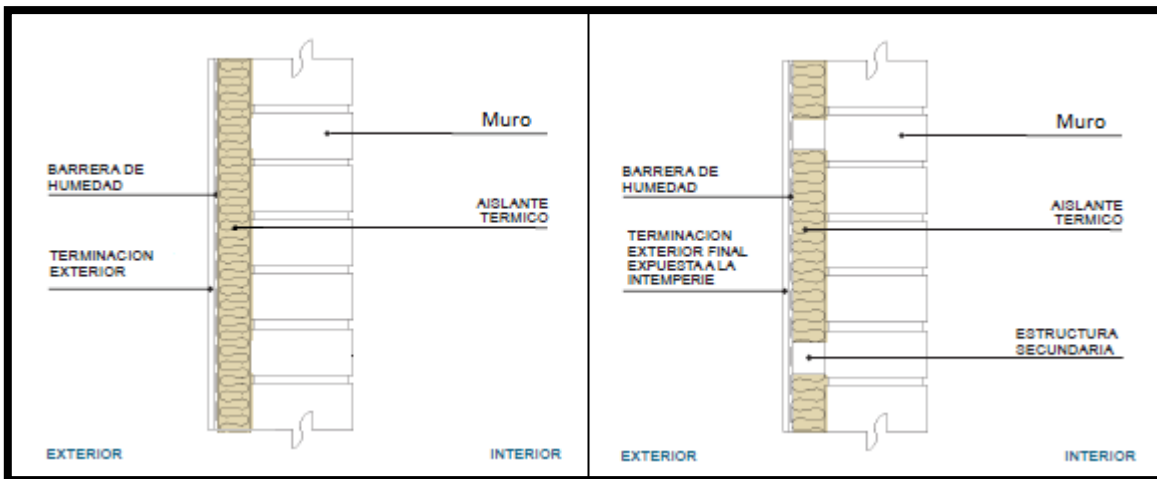 Muro
BARRERA DE
HUMEDAD
AISLANTE
TERMICO
TERMINACION
EXTERIOR
EXTERIOR
INTERIOR
Muro
BARRERA DE
HUMEDAD
AISLANTE
TERMICO
TERMINACION
EXTERIOR FINAL
EXPUESTA A LA
INTEMPERIE
ESTRUCTURA
SECUNDARIA
EXTERIOR
INTERIOR